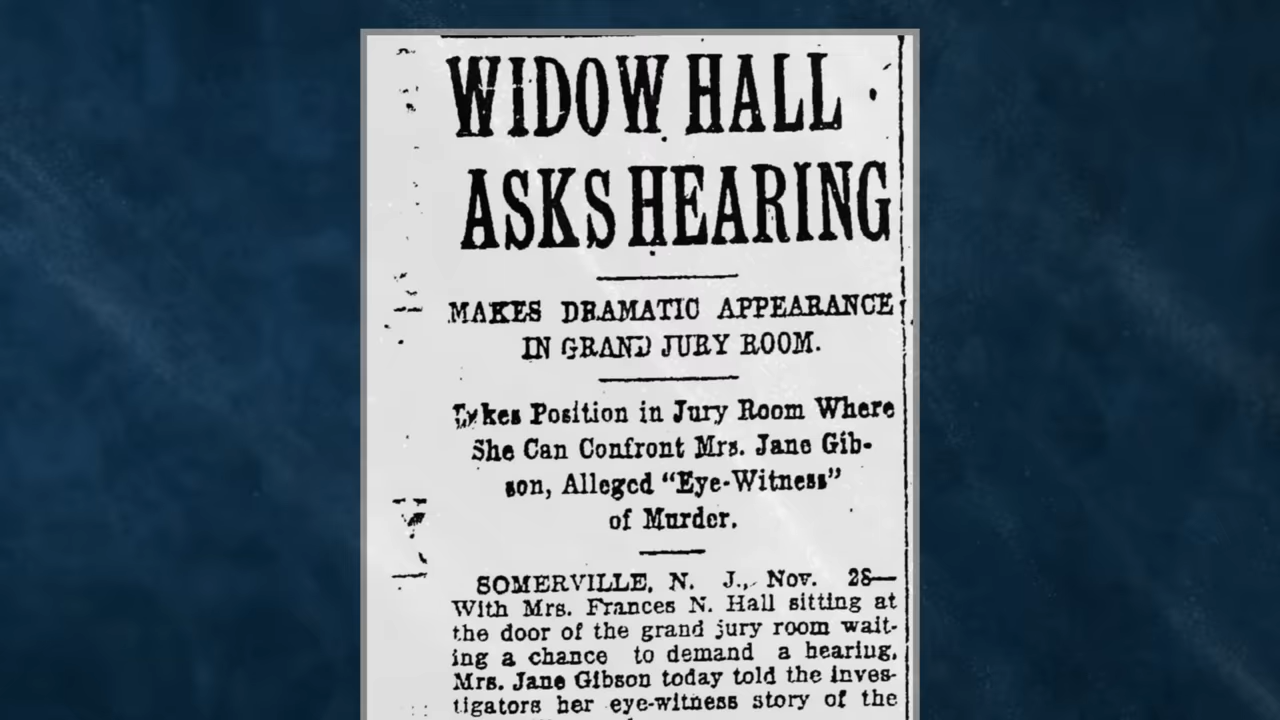 WIDOW HALL
ASKS HEARING
MAKES DRAMATIC APPEARANCE
IN GRAND JURY ROOM.
Takes Position in Jury Room Where
She Can Confront Mrs. Jane Gib-
son, Alleged "Eye-Witness"
of Murder.
SOMERVILLE, N. J., Nov. 28—
With Mrs. Frances N. Hall sitting at
the door of the grand jury room wait-
ing a chance to demand a hearing,
Mrs. Jane Gibson today told the inves-
tigators her eye-witness story of the